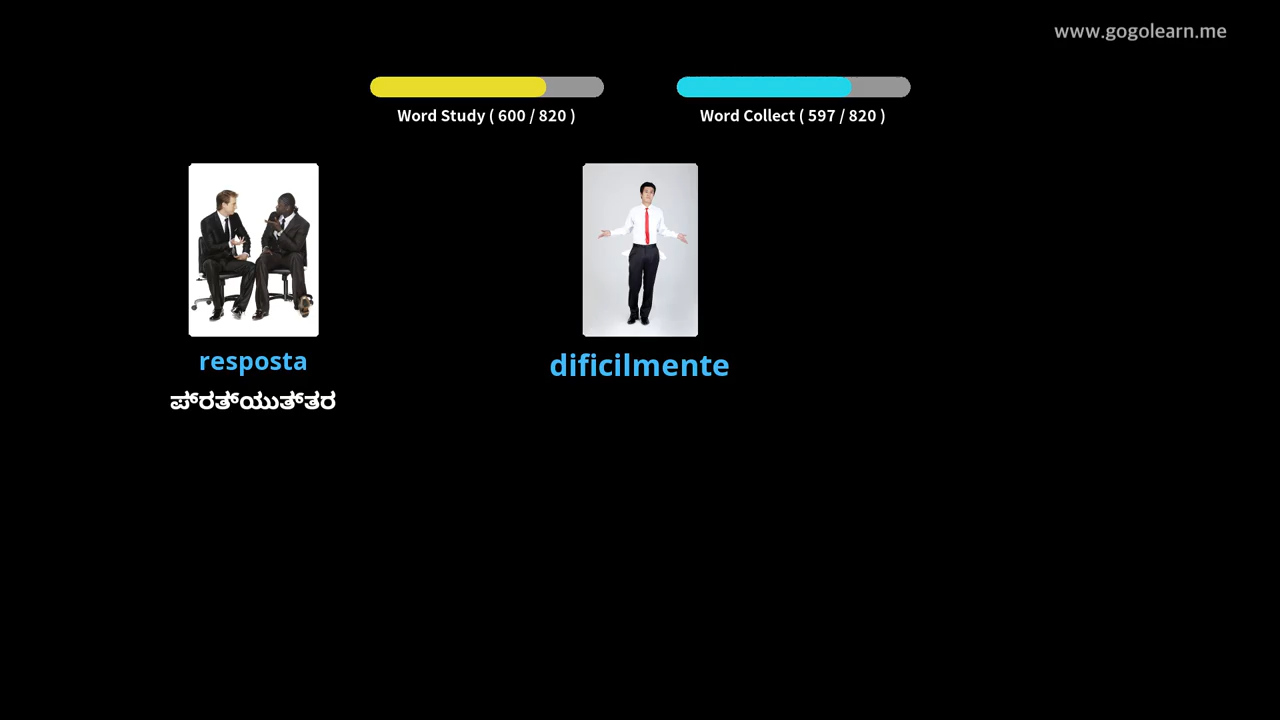 www.gogolearn.me
Word Study ( 600 / 820 )
Word Collect ( 597 / 820 )
resposta
ಪ್ರತ್ಯುತ್ತರ
dificilmente